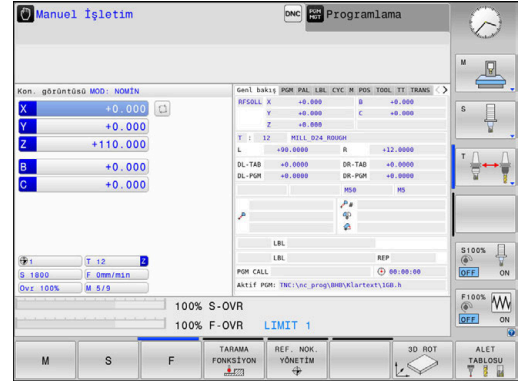 Manuel İşletim
DNC
PGM MGT
Programlama
Kon. görüntüsü MOD: NOMİN
X +0.000
Y +0.000
Z +110.000
B +0.000
C +0.000
1
T 12 Z
S 1800 F 0mm/min
Ovr 100% M 5/9
Genl bakış PGM PAL LBL CYC M POS TOOL TT TRANS
RFSOLL X +0.000 B +0.000
Y +0.000 C +0.000
Z +0.000
T : 12 MILL_D24_ROUGH
L +90.0000 R +12.0000
DL-TAB +0.0000 DR-TAB +0.0000
DL-PGM +0.0000 DR-PGM +0.0000
M50 M5
P
LBL
LBL REP
PGM CALL 00:00:00
Aktif PGM: TNC:\nc_prog\BHB\Klartext\1GB.h
100% S-OVR
100% F-OVR LIMIT 1
M
S
F
TARAMA FONKSİYON
REF. NOK. YÖNETİM
3D ROT
ALET TABLOSU
M
S
T
S100%
OFF ON
F100%
OFF ON